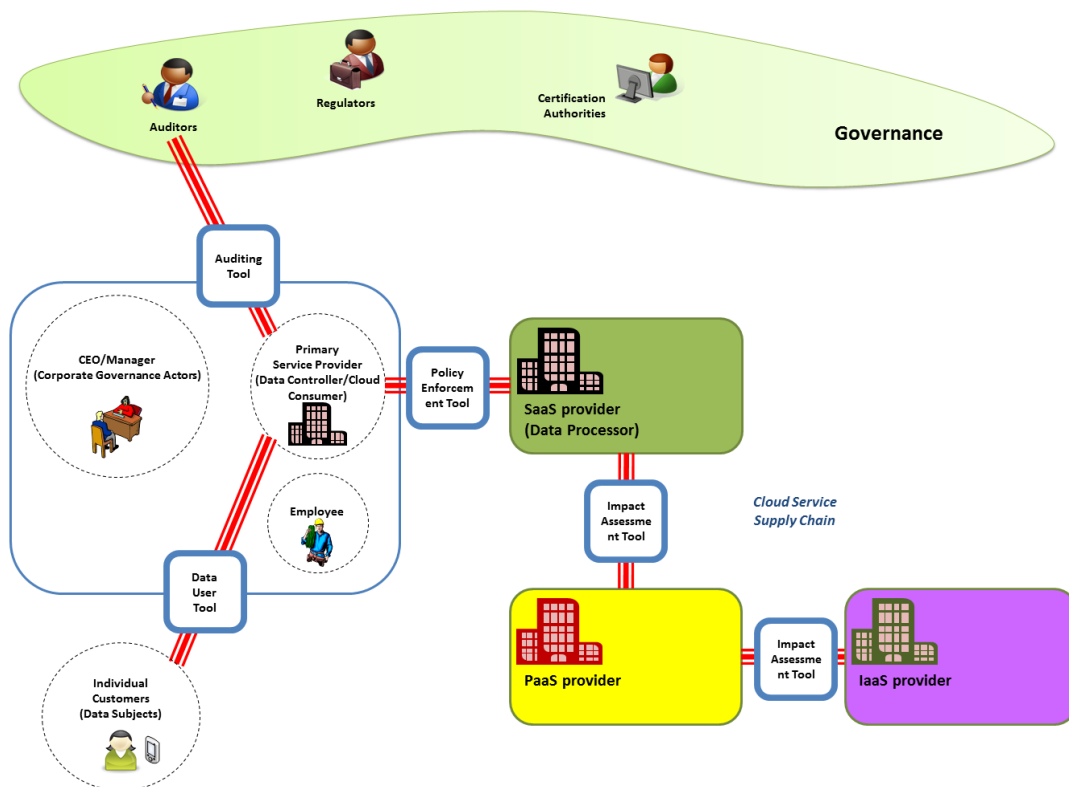 Auditors
Regulators
Certification
Authorities
Governance
Auditing
Tool
CEO/Manager
(Corporate Governance Actors)
Primary
Service Provider
(Data Controller/Cloud
Consumer)
Policy
Enforcem
ent Tool
SaaS provider
(Data Processor)
Employee
Impact
Assessme
nt Tool
Cloud Service
Supply Chain
Data
User
Tool
Individual
Customers
(Data Subjects)
PaaS provider
Impact
Assessme
nt Tool
IaaS provider